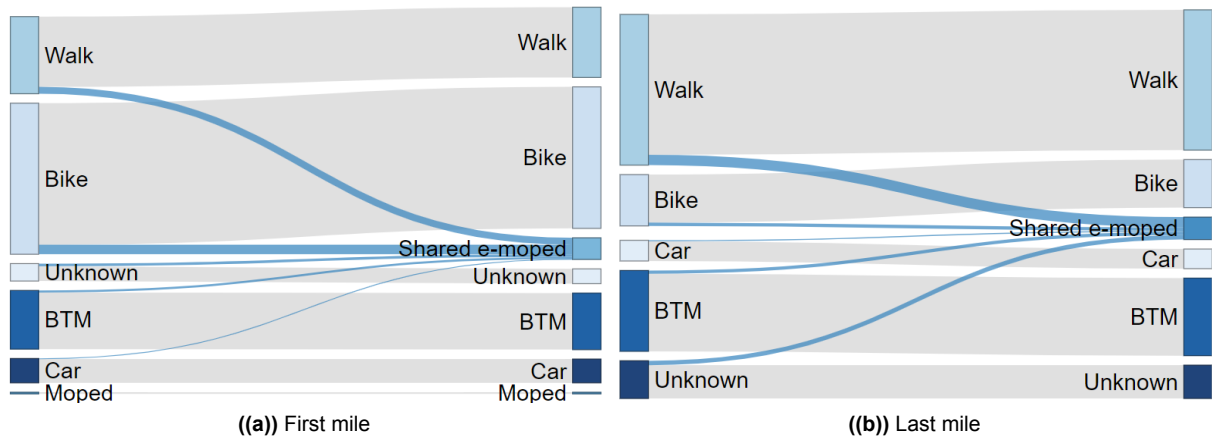 Walk
Walk
Bike
Bike
Shared e-moped
Unknown
Unknown
BTM
BTM
Car
Car
Moped
Moped
((a)) First mile
Walk
Walk
Bike
Bike
Shared e-moped
Car
Car
BTM
BTM
Unknown
Unknown
((b)) Last mile